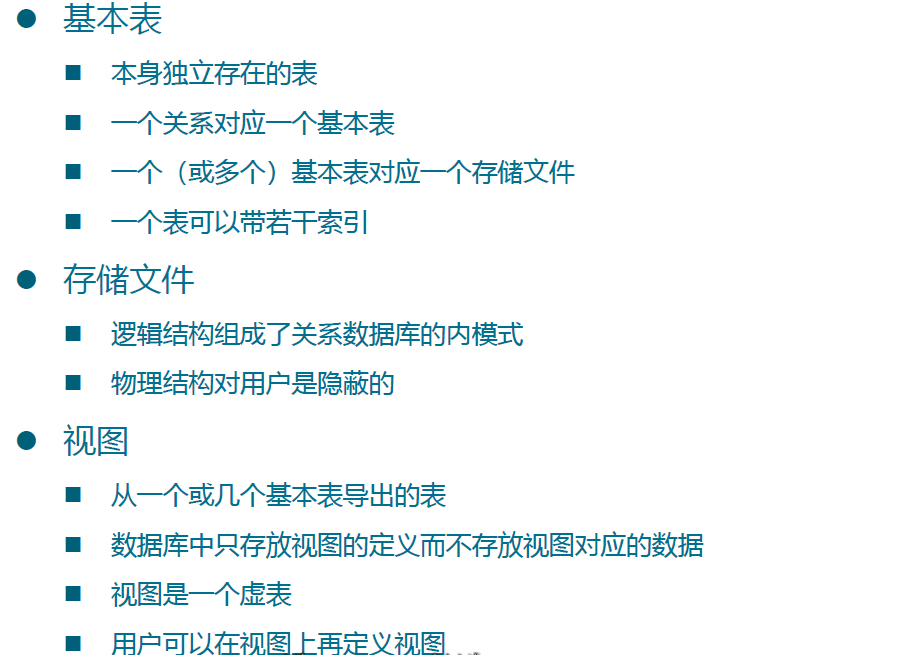 基本表
本身独立存在的表
一个关系对应一个基本表
一个（或多个）基本表对应一个存储文件
一个表可以带若干索引
存储文件
逻辑结构组成了关系数据库的内模式
物理结构对用户是隐蔽的
视图
从一个或几个基本表导出的表
数据库中只存放视图的定义而不存放视图对应的数据
视图是一个虚表
用户可以在视图上再定义视图